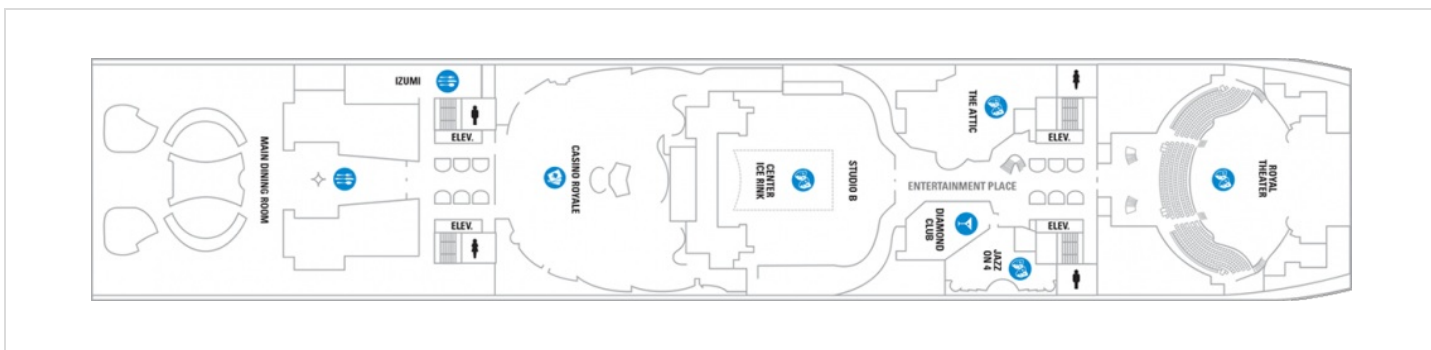 IZUMI
ELEV.
ELEV.
MAIN DINING ROOM
CASINO ROYALE
CENTER
ICE RINK
STUDIO B
THE ATTIC
ENTERTAINMENT PLACE
DIAMOND
CLUB
JAZZ
ON 4
ELEV.
ELEV.
ROYAL
THEATER